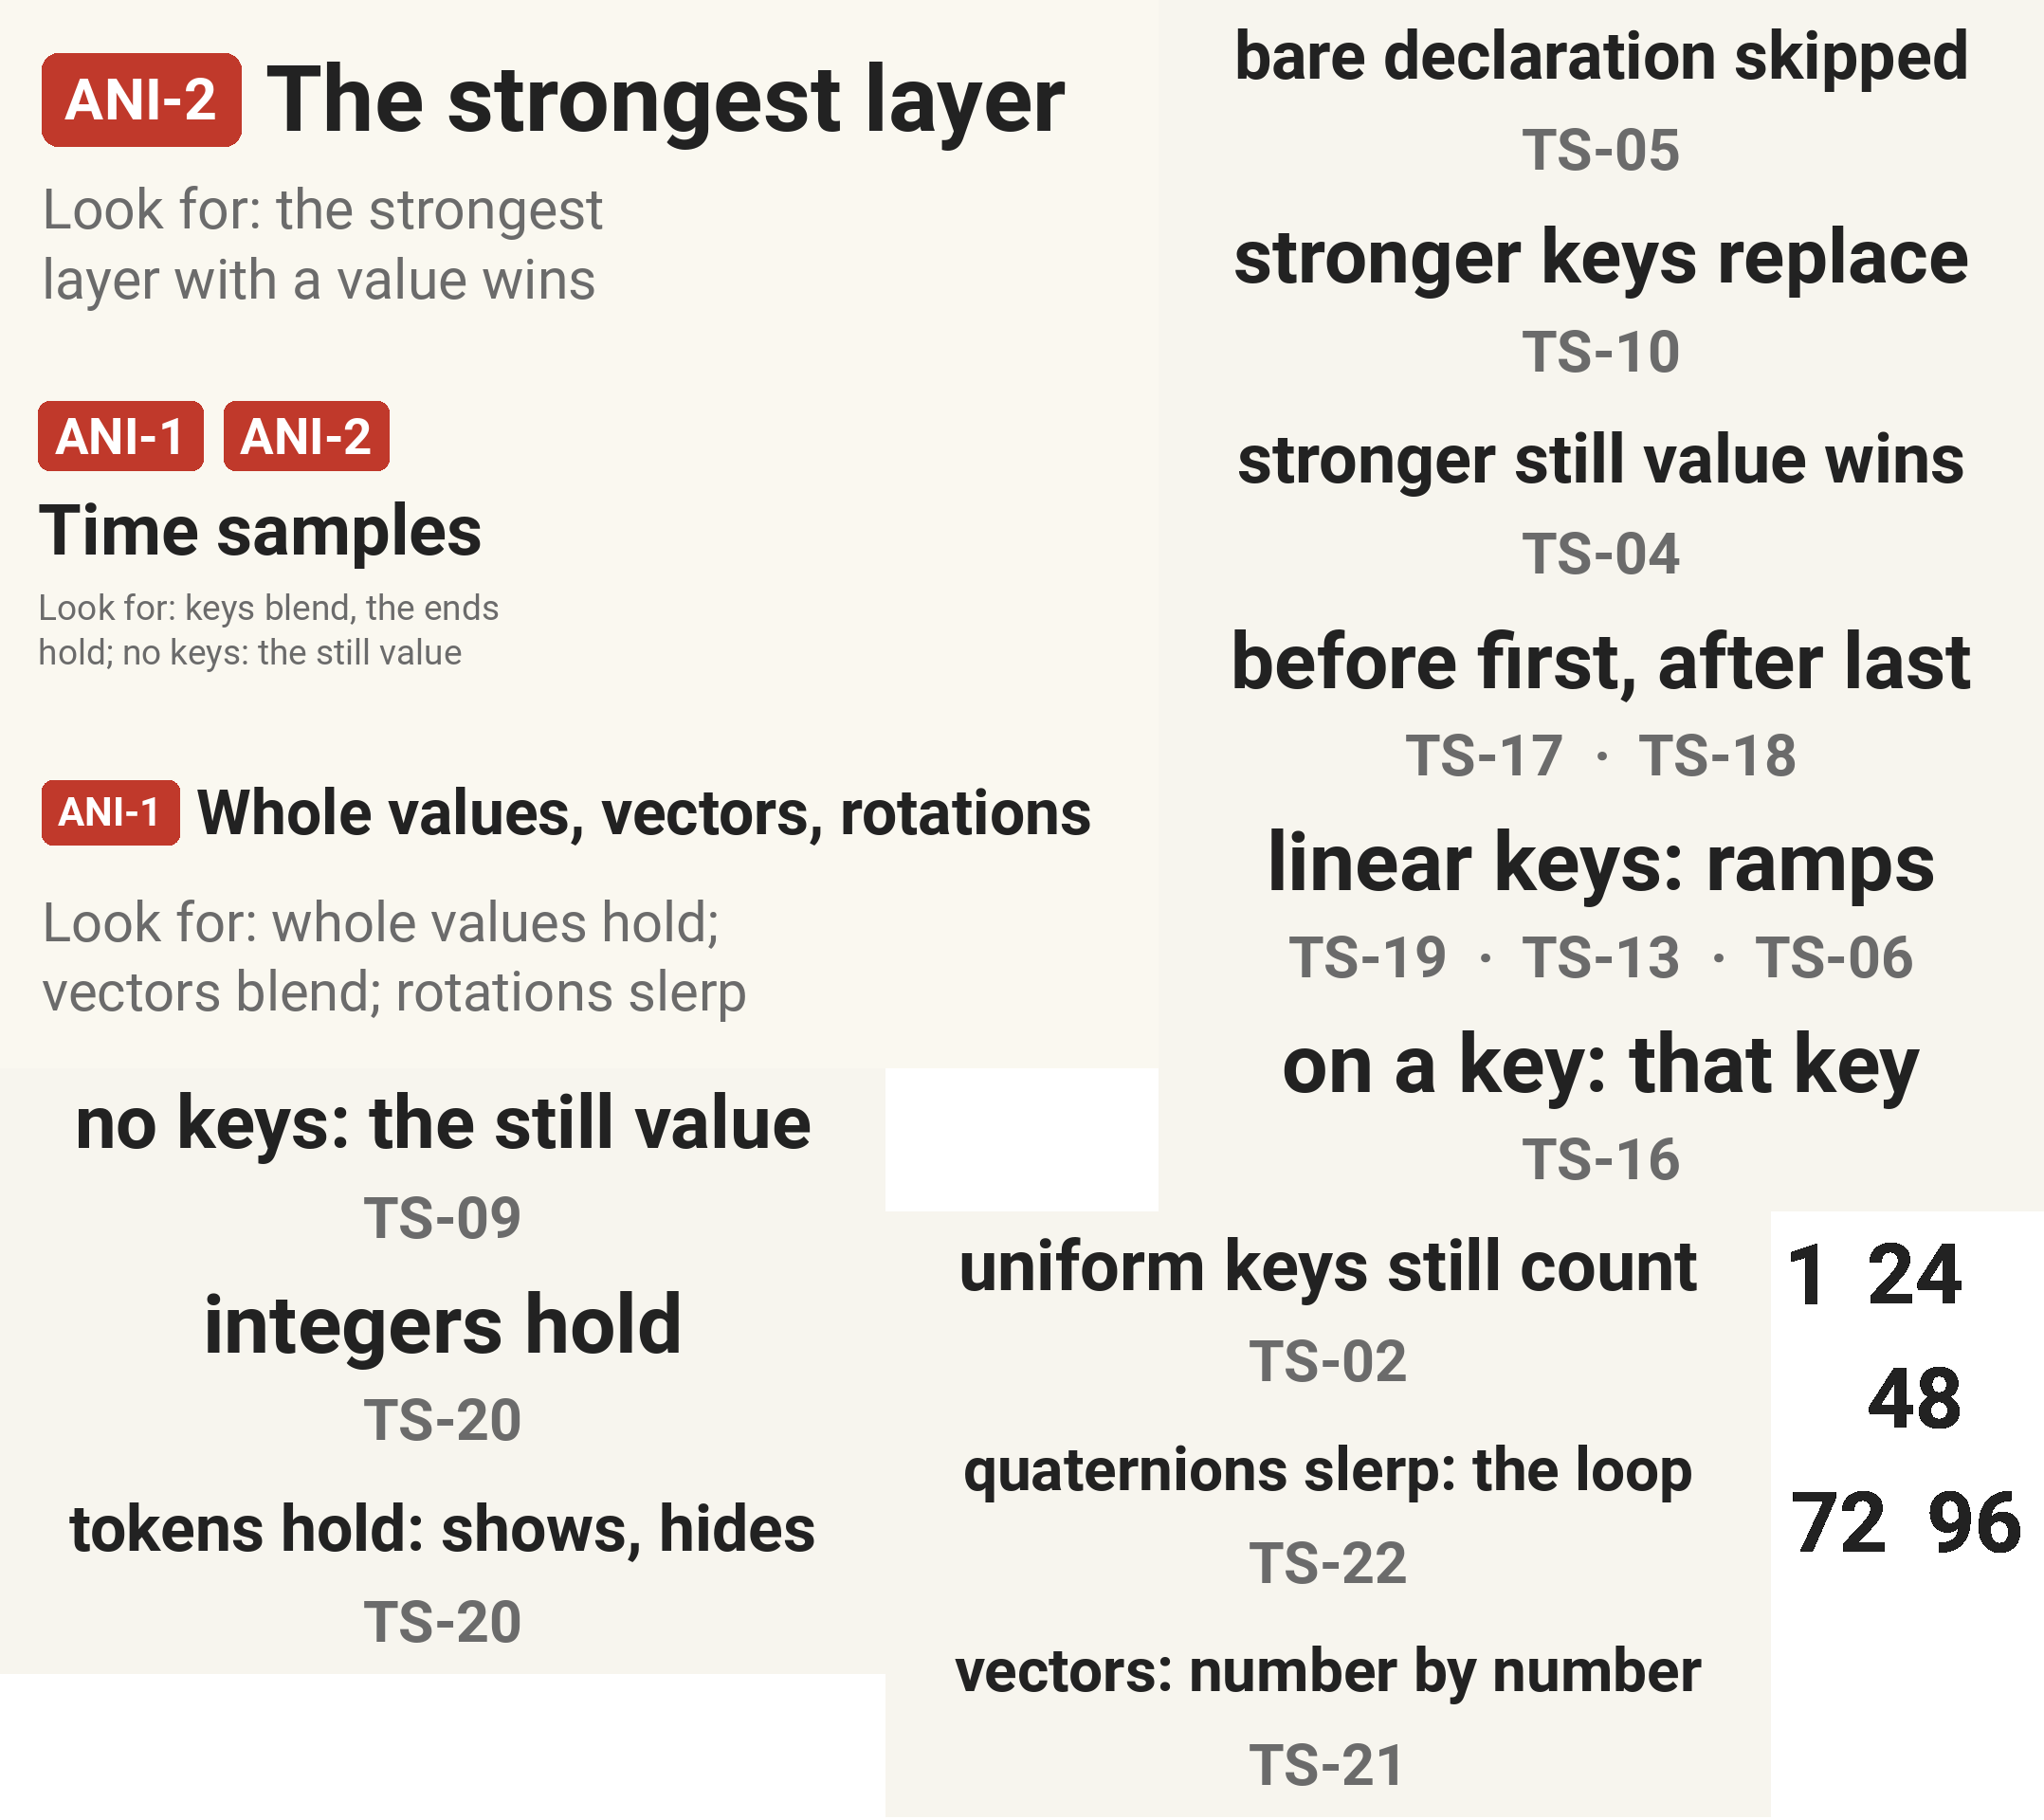 ANI-2 The strongest layer
Look for: the strongest
layer with a value wins
ANI-1 ANI-2
Time samples
Look for: keys blend, the ends
hold; no keys: the still value
ANI-1 Whole values, vectors, rotations
Look for: whole values hold;
vectors blend; rotations slerp
no keys: the still value
TS-09
integers hold
TS-20
tokens hold: shows, hides
TS-20
bare declaration skipped
TS-05
stronger keys replace
TS-10
stronger still value wins
TS-04
before first, after last
TS-17 · TS-18
linear keys: ramps
TS-19 · TS-13 · TS-06
on a key: that key
TS-16
uniform keys still count
TS-02
quaternions slerp: the loop
TS-22
vectors: number by number
TS-21
1 24
48
72 96